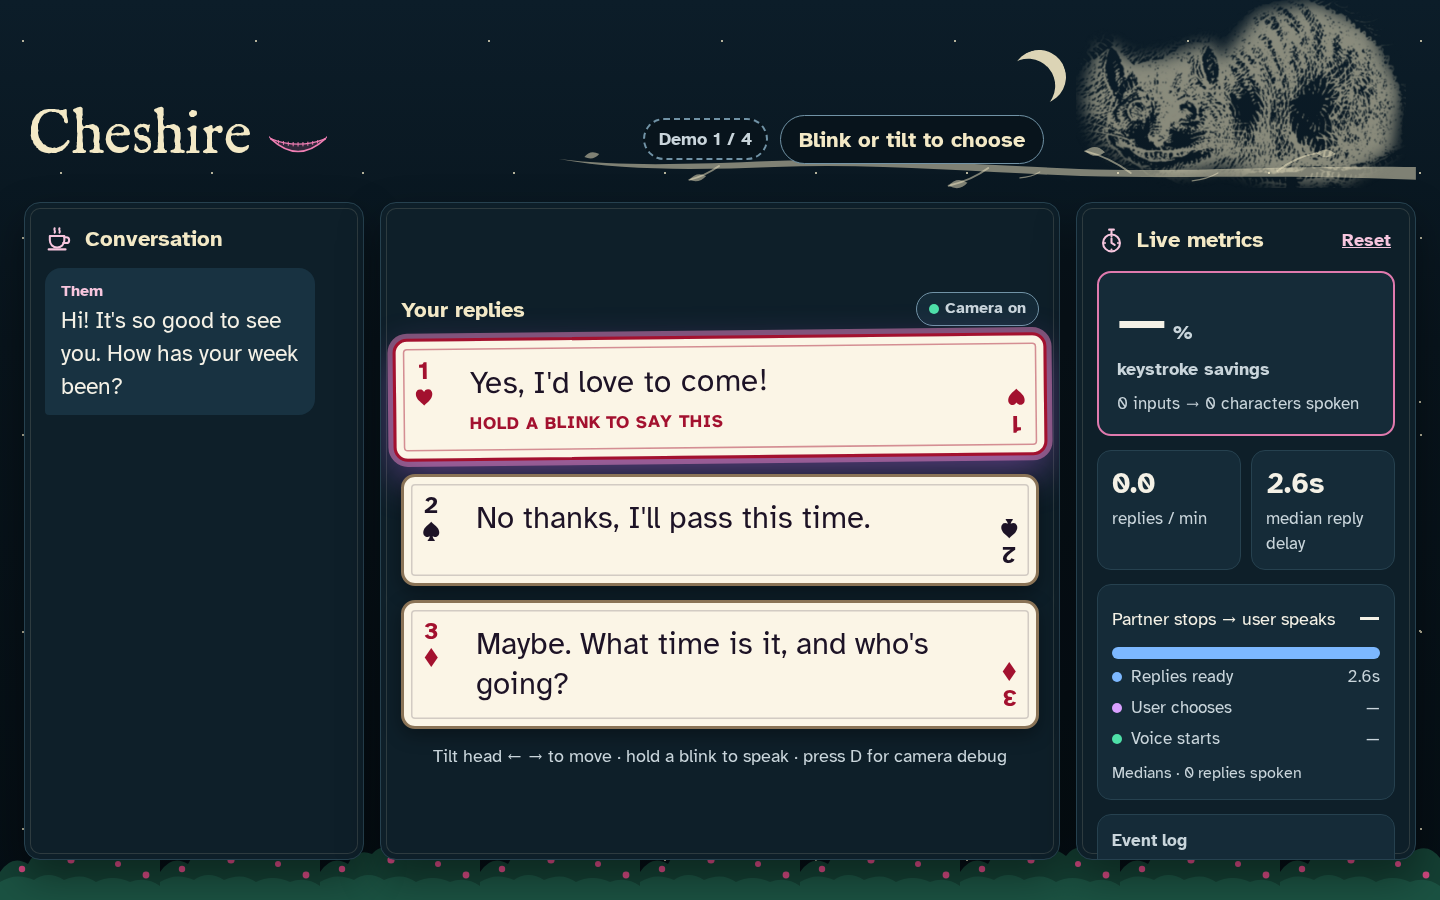 Cheshire
Demo 1 / 4
Blink or tilt to choose
Conversation
Them
Hi! It's so good to see
you. How has your week
been?
Your replies
Camera on
1
Yes, I'd love to come!
HOLD A BLINK TO SAY THIS
1
2
No thanks, I'll pass this time.
2
3
Maybe. What time is it, and who's
going?
3
Tilt head ← → to move · hold a blink to speak · press D for camera debug
Live metrics
Reset
— %
keystroke savings
0 inputs → 0 characters spoken
0.0
replies / min
2.6s
median reply
delay
Partner stops → user speaks —
Replies ready 2.6s
User chooses —
Voice starts —
Medians · 0 replies spoken
Event log